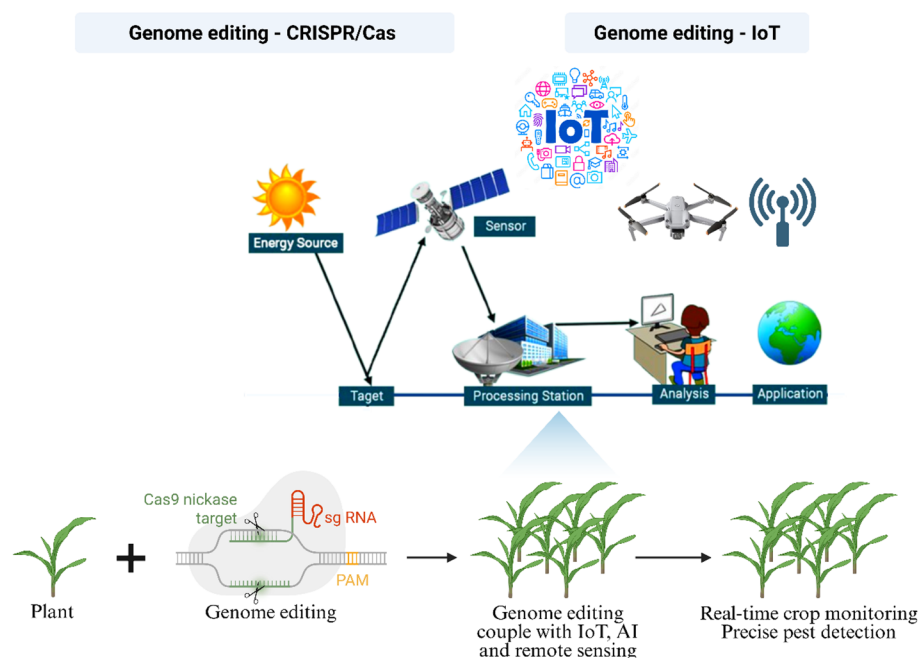 Genome editing - CRISPR/Cas
Genome editing - IoT
IoT
Energy Source
Sensor
Taget
Processing Station
Analysis
Application
Cas9 nickase
target
sg RNA
PAM
Plant
Genome editing
Genome editing
couple with IoT, AI
and remote sensing
Real-time crop monitoring
Precise pest detection